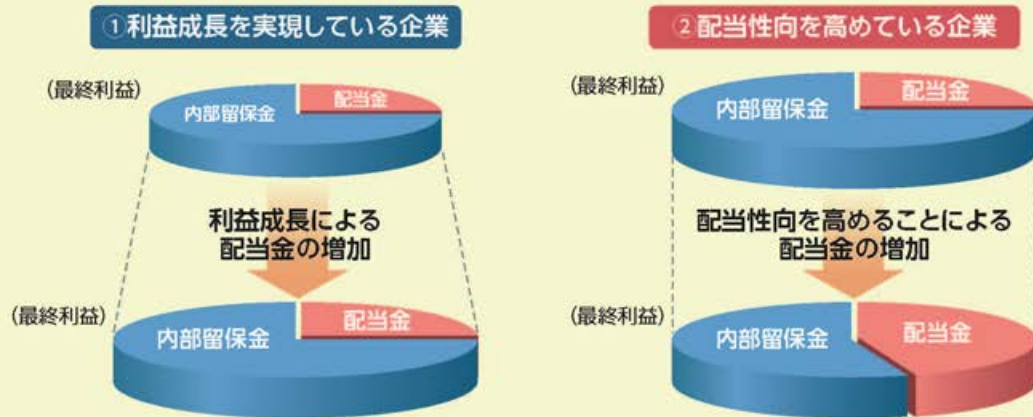 ①利益成長を実現している企業
(最終利益)
内部留保金
配当金
利益成長による
配当金の増加
(最終利益)
内部留保金
配当金
②配当性向を高めている企業
(最終利益)
内部留保金
配当金
配当性向を高めることによる
配当金の増加
(最終利益)
内部留保金
配当金